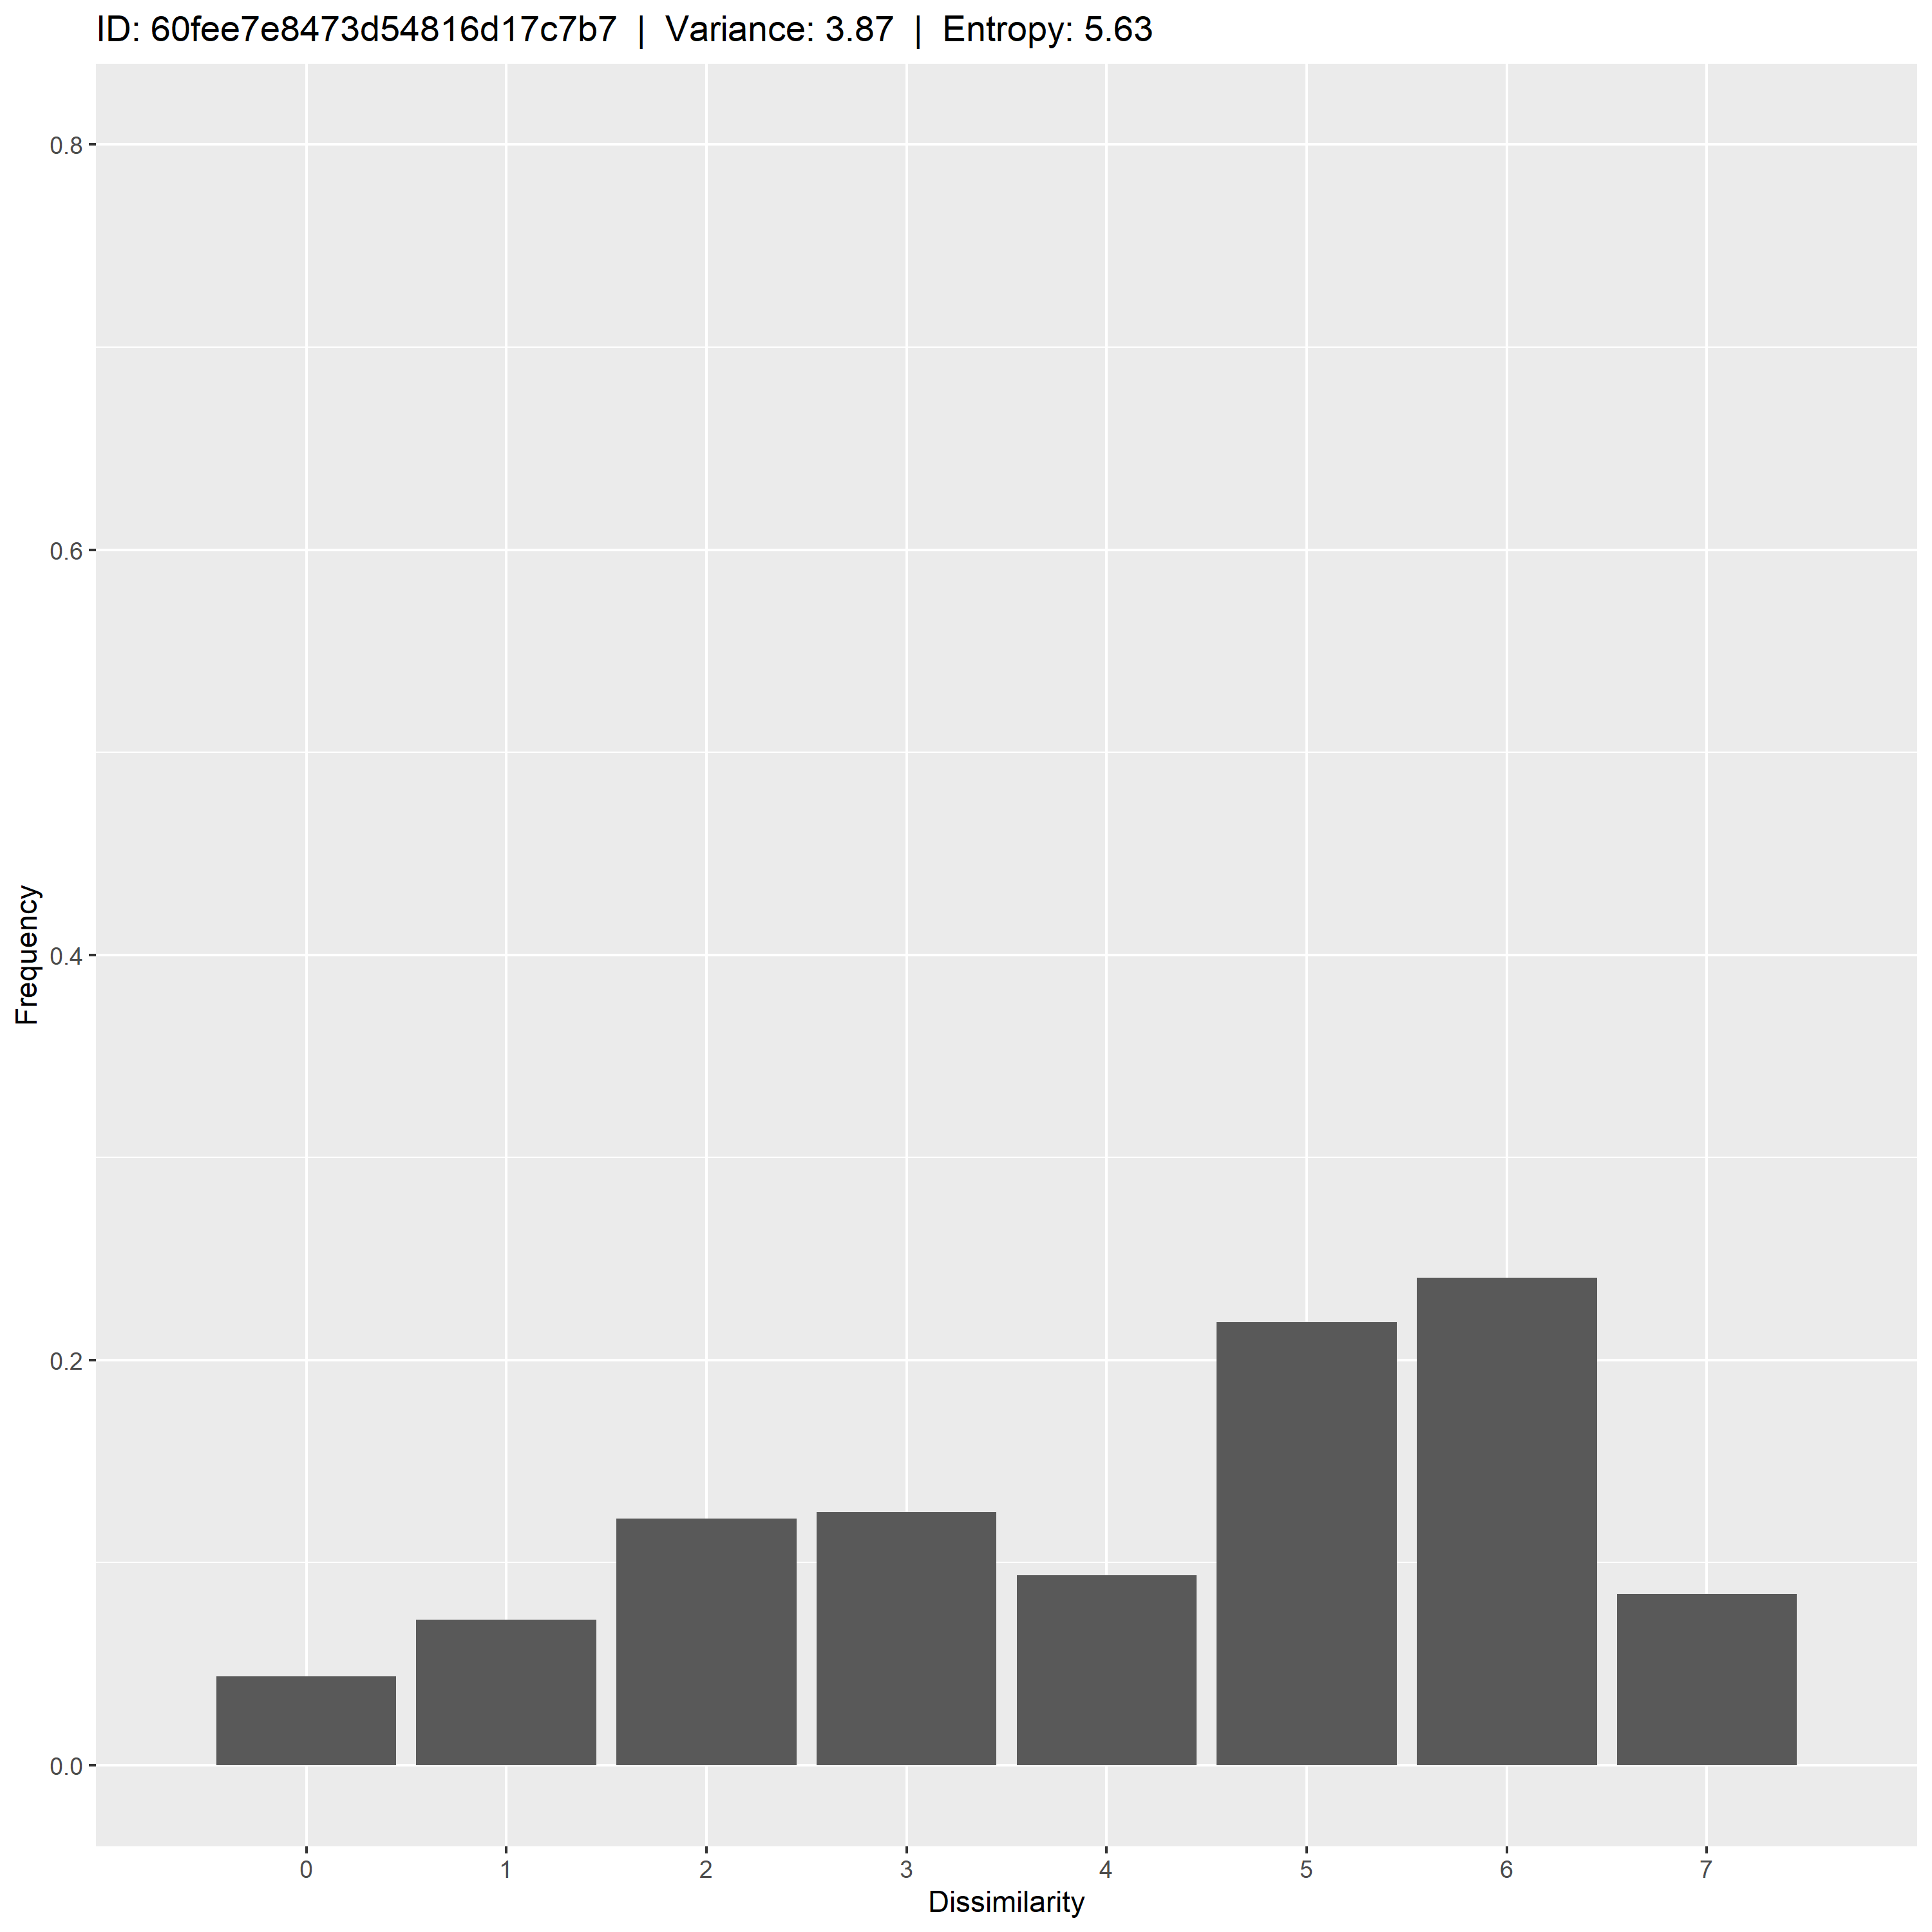 ID: 60fee7e8473d54816d17c7b7 | Variance: 3.87 | Entropy: 5.63
0.8
0.6
0.4
0.2
0.0
Frequency
0 1 2 3 4 5 6 7
Dissimilarity